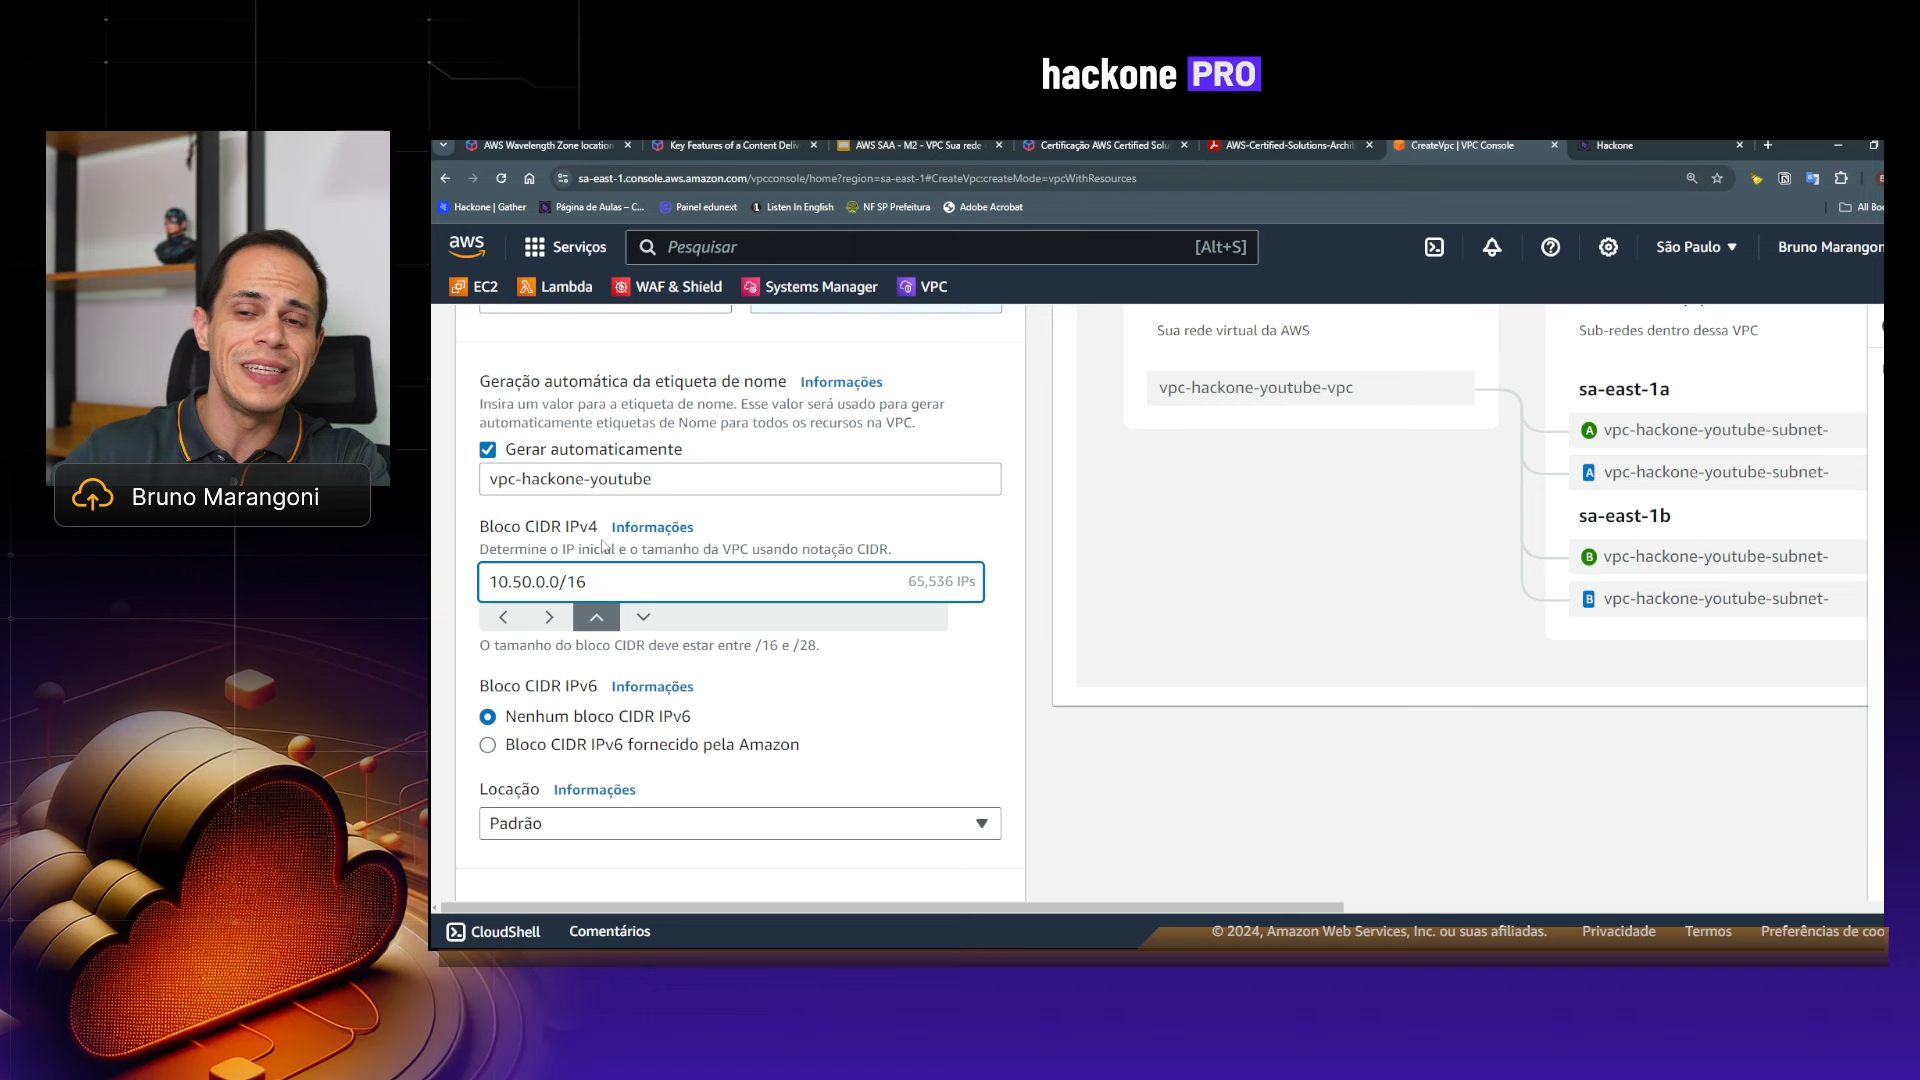 hackone PRO
Bruno Marangoni
AWS Wavelength Zone location
Key Features of a Content Deliv
AWS SAA - M2 - VPC Sua rede
Certificação AWS Certified Solu
AWS-Certified-Solutions-Archit
CreateVpc | VPC Console
Hackone
sa-east-1.console.aws.amazon.com/vpcconsole/home?region=sa-east-1#CreateVpc:createMode=vpcWithResources
Hackone | Gather
Página de Aulas – C...
Painel edunext
Listen In English
NF SP Prefeitura
Adobe Acrobat
All Boo
aws
Serviços
Pesquisar
[Alt+S]
São Paulo
Bruno Marangon
EC2
Lambda
WAF & Shield
Systems Manager
VPC
Geração automática da etiqueta de nome Informações
Insira um valor para a etiqueta de nome. Esse valor será usado para gerar
automaticamente etiquetas de Nome para todos os recursos na VPC.
Gerar automaticamente
vpc-hackone-youtube
Bloco CIDR IPv4 Informações
Determine o IP inicial e o tamanho da VPC usando notação CIDR.
10.50.0.0/16
65,536 IPs
O tamanho do bloco CIDR deve estar entre /16 e /28.
Bloco CIDR IPv6 Informações
Nenhum bloco CIDR IPv6
Bloco CIDR IPv6 fornecido pela Amazon
Locação Informações
Padrão
Sua rede virtual da AWS
vpc-hackone-youtube-vpc
Sub-redes dentro dessa VPC
sa-east-1a
A vpc-hackone-youtube-subnet-
A vpc-hackone-youtube-subnet-
sa-east-1b
B vpc-hackone-youtube-subnet-
B vpc-hackone-youtube-subnet-
CloudShell
Comentários
© 2024, Amazon Web Services, Inc. ou suas afiliadas.
Privacidade
Termos
Preferências de coo